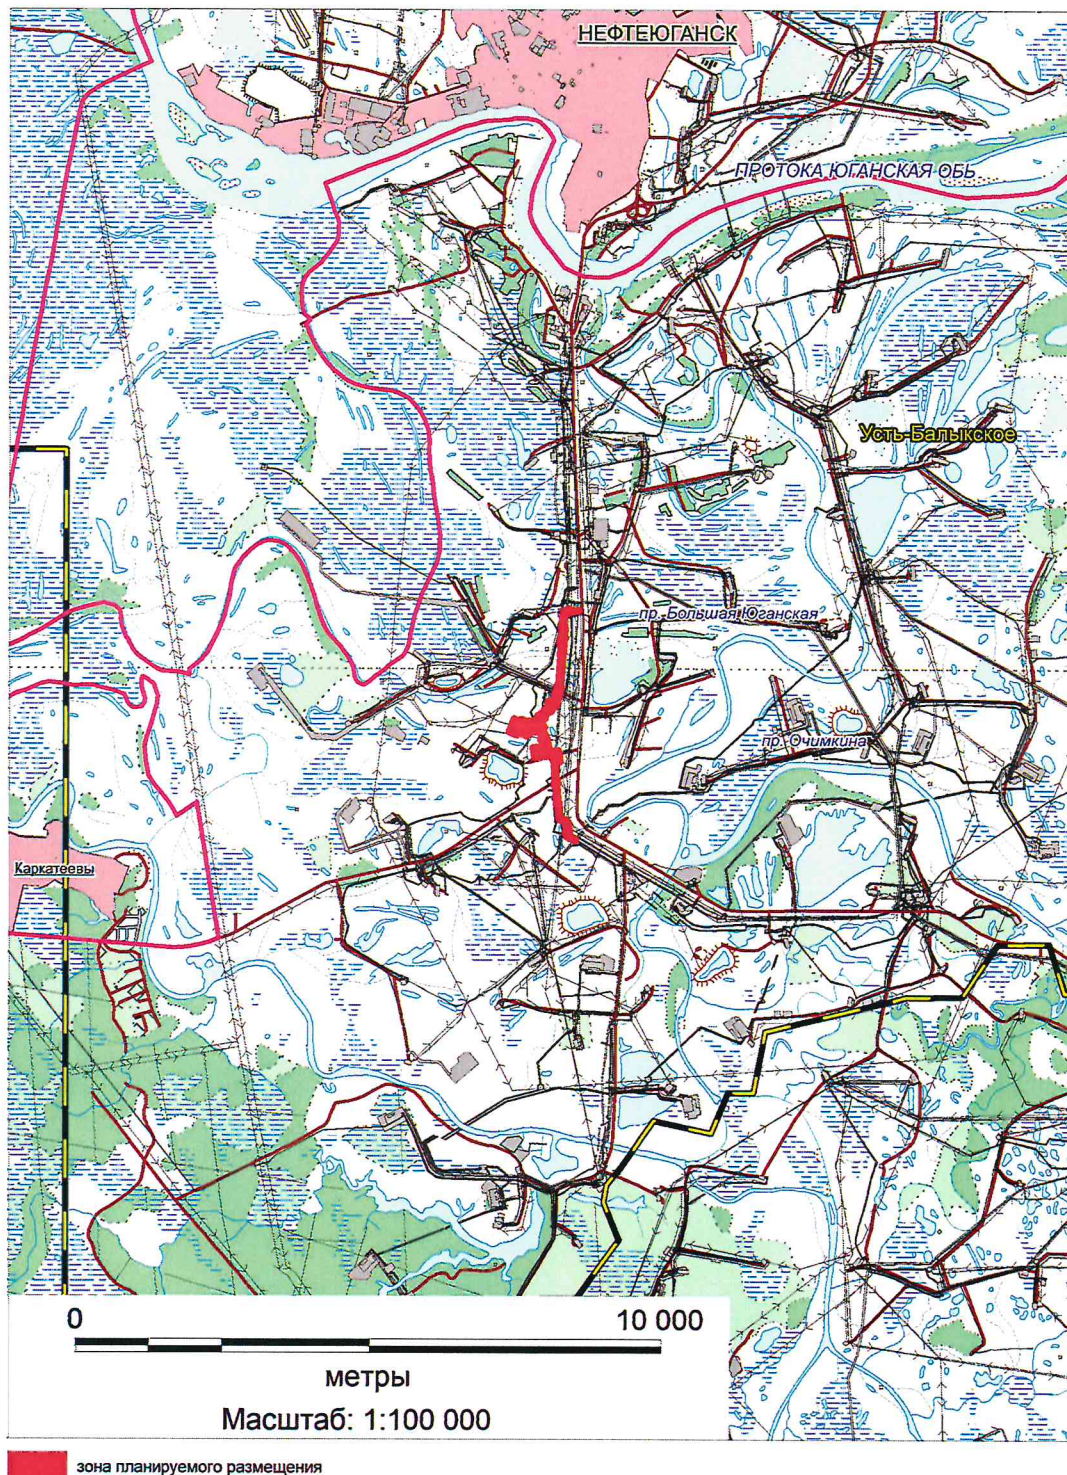 НЕФТЕЮГАНСК
ПРОТОКА ЮГАНСКАЯ ОБЬ
Усть-Балыкское
пр. Большая Юганская
пр. Очимкина
Каркатеевы
0 10 000
метры
Масштаб: 1:100 000
зона планируемого размещения